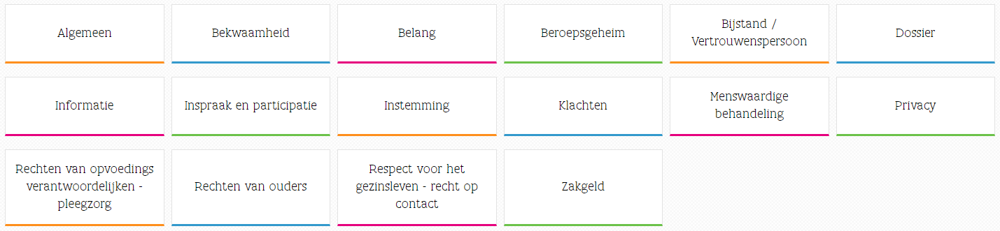 Algemeen
Bekwaamheid
Belang
Beroepsgeheim
Bijstand /
Vertrouwenspersoon
Dossier
Informatie
Inspraak en participatie
Instemming
Klachten
Menswaardige
behandeling
Privacy
Rechten van opvoedings
verantwoordelijken -
pleegzorg
Rechten van ouders
Respect voor het
gezinsleven - recht op
contact
Zakgeld